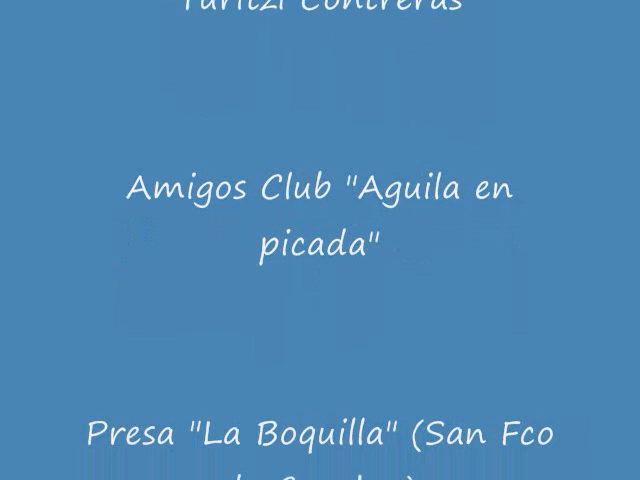 Contreras
Amigos Club "Aguila en
picada"
Presa "La Boquilla" (San Fco